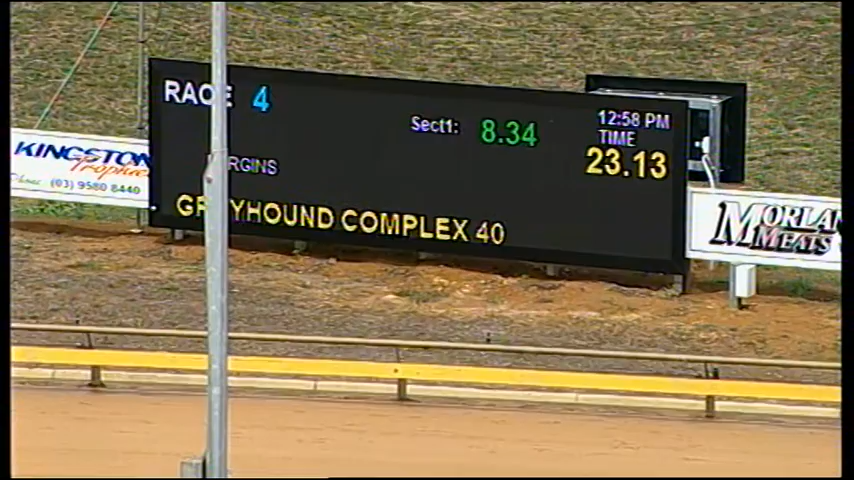 RACE 4
Sect1: 8.34
12:58 PM
TIME
23.13
GREYHOUND COMPLEX 40
KINGSTON
Trophies
Phone: (03) 9580 8440
MORLAN
MEATS